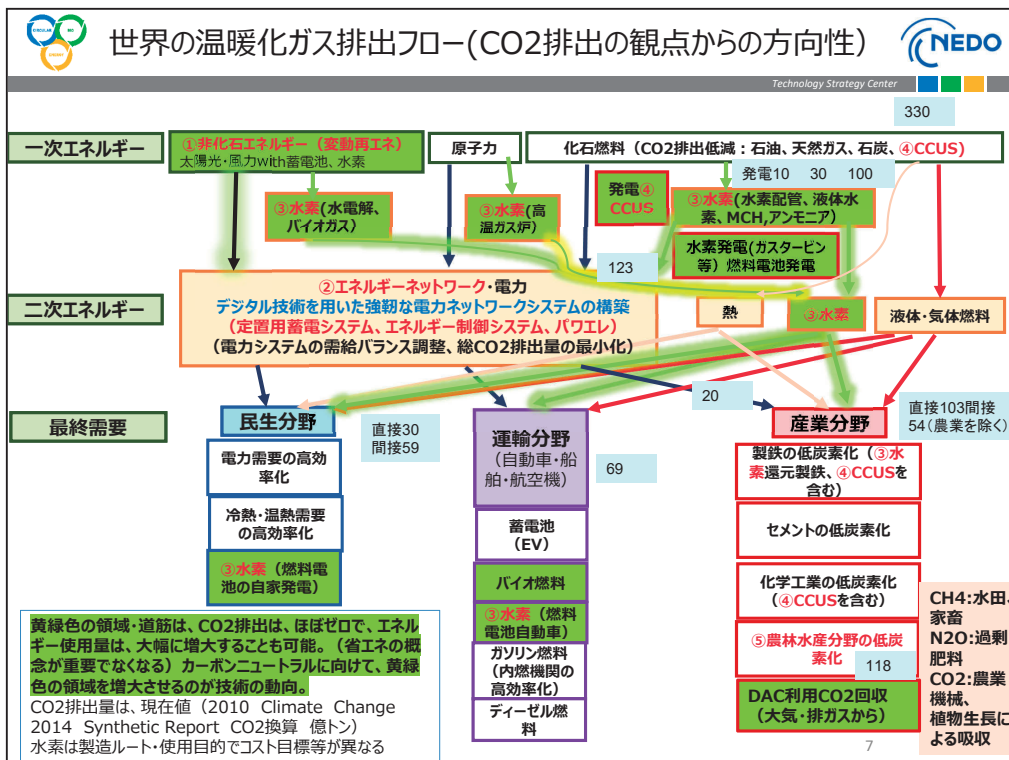 世界の温暖化ガス排出フロー(CO2排出の観点からの方向性)
NEDO
Technology Strategy Center
330
一次エネルギー
①非化石エネルギー（変動再エネ）
太陽光・風力with蓄電池、水素
原子力
化石燃料（CO2排出低減：石油、天然ガス、石炭、④CCUS)
発電10 30 100
③水素(水電解、
バイオガス）
③水素(高
温ガス炉）
発電④
CCUS
③水素(水素配管、液体水
素、MCH,アンモニア）
水素発電(ガスタービン
等）燃料電池発電
123
二次エネルギー
②エネルギーネットワーク・電力
デジタル技術を用いた強靭な電力ネットワークシステムの構築
（定置用蓄電システム、エネルギー制御システム、パワエレ）
（電力システムの需給バランス調整、総CO2排出量の最小化）
熱
③水素
液体・気体燃料
20
最終需要
民生分野
直接30
間接59
電力需要の高効
率化
冷熱・温熱需要
の高効率化
③水素（燃料電
池の自家発電）
運輸分野
（自動車・船
舶・航空機）
69
蓄電池
（EV）
バイオ燃料
③水素（燃料
電池自動車）
ガソリン燃料
（内燃機関の
高効率化）
ディーゼル燃
料
産業分野
直接103間接
54（農業を除く）
製鉄の低炭素化（③水
素還元製鉄、④CCUSを
含む）
セメントの低炭素化
化学工業の低炭素化
（④CCUSを含む）
⑤農林水産分野の低炭
素化
118
DAC利用CO2回収
（大気・排ガスから）
CH4:水田、
家畜
N2O:過剰
肥料
CO2:農業
機械、
植物生長に
よる吸収
黄緑色の領域・道筋は、CO2排出は、ほぼゼロで、エネル
ギー使用量は、大幅に増大することも可能。（省エネの概
念が重要でなくなる）カーボンニュートラルに向けて、黄緑
色の領域を増大させるのが技術の動向。
CO2排出量は、現在値（2010 Climate Change
2014 Synthetic Report CO2換算 億トン）
水素は製造ルート・使用目的でコスト目標等が異なる
7